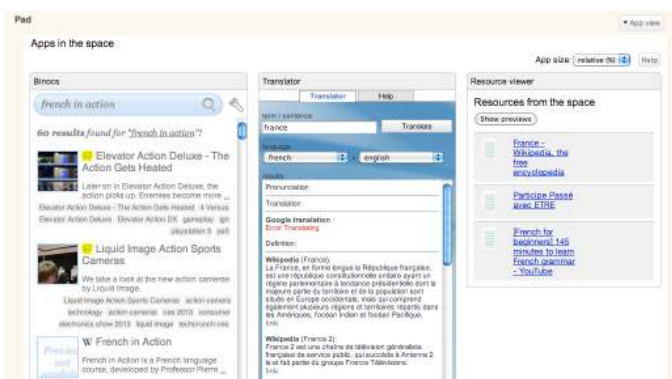 Pad
App view
Apps in the space
App size: relative (%) Help
Binocs
french in action
60 results found for "french in action"!
Elevator Action Deluxe - The
Action Gets Heated
Later on in Elevator Action Deluxe, the
action picks up. Enemies become more ...
Elevator Action Deluxe - The Action Gets Heated 4 Versus
Elevator Action Deluxe Elevator Action DX gameplay ign
playstation 3 ps3
Liquid Image Action Sports
Cameras
We take a look at the new action cameras
by Liquid Image.
Liquid Image Action Sports Cameras action camera
technology action cameras ces 2013 consumer
electronics show 2013 liquid image techcrunch ces
Preview
not
available
W French in Action
French in Action is a French language
course, developed by Professor Pierre ...
Translator
Translator Help
term / sentence
france Translate
language
french - english
results
Pronunciation:
Translation:
Google translation :
Error Translating
Definition:
Wikipedia (France):
La France, en forme longue la République française,
est une république constitutionnelle unitaire ayant un
régime parlementaire à tendance présidentielle dont la
majeure partie du territoire et de la population sont
situés en Europe occidentale, mais qui comprend
également plusieurs régions et territoires répartis dans
les Amériques, l'océan Indien et l'océan Pacifique.
link
Wikipedia (France 2):
France 2 est une chaîne de télévision généraliste
française de service public, qui succède à Antenne 2
le et fait partie du groupe France Télévisions.
link
Resource viewer
Resources from the space
Show previews
France -
Wikipedia, the
free
encyclopedia
Participe Passé
avec ETRE
[French for
beginners] 145
minutes to learn
French grammar
- YouTube